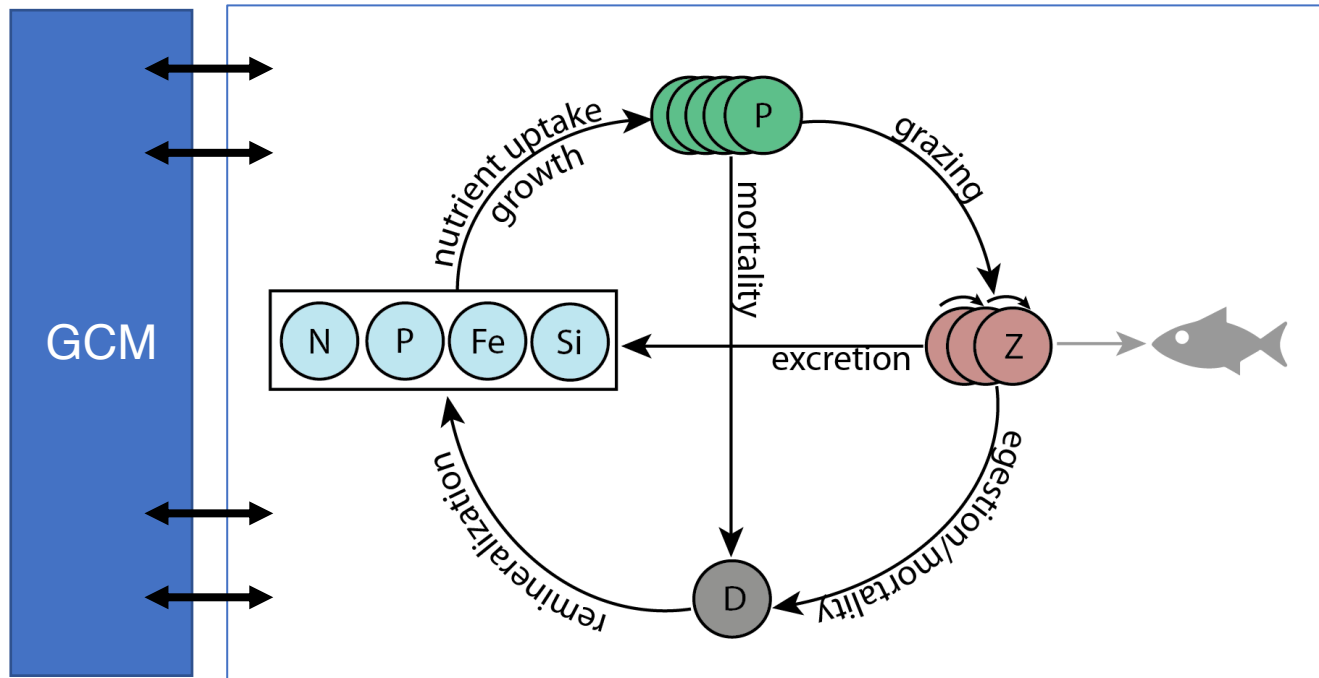 GCM
nutrient uptake
growth
P
grazing
mortality
N
P
Fe
Si
excretion
Z
egestion/mortality
remineralization
D